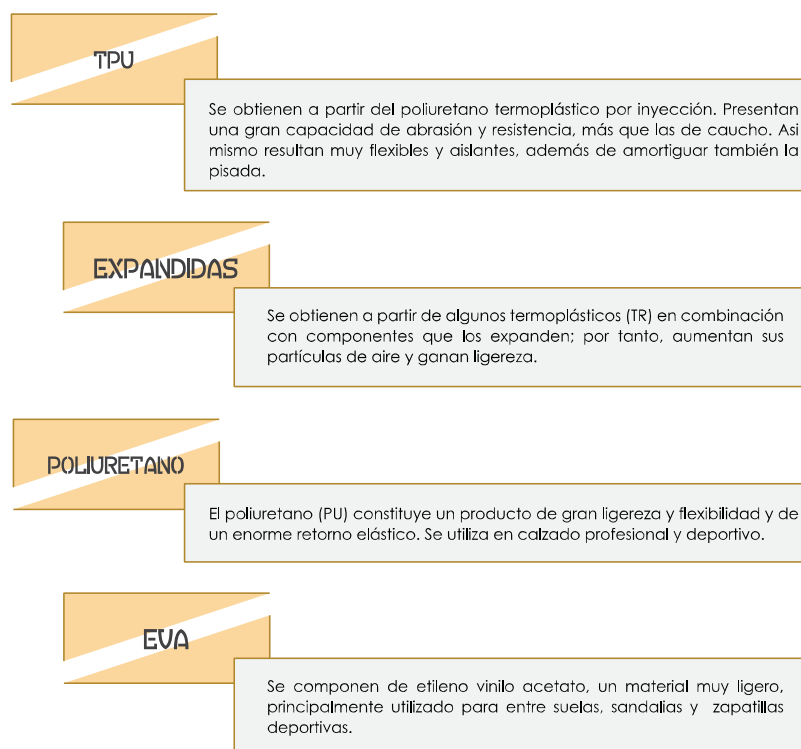 TPU
Se obtienen a partir del poliuretano termoplástico por inyección. Presentan
una gran capacidad de abrasión y resistencia, más que las de caucho. Asi
mismo resultan muy flexibles y aislantes, además de amortiguar también la
pisada.
EXPANDIDAS
Se obtienen a partir de algunos termoplásticos (TR) en combinación
con componentes que los expanden; por tanto, aumentan sus
partículas de aire y ganan ligereza.
POLIURETANO
El poliuretano (PU) constituye un producto de gran ligereza y flexibilidad y de
un enorme retorno elástico. Se utiliza en calzado profesional y deportivo.
EVA
Se componen de etileno vinilo acetato, un material muy ligero,
principalmente utilizado para entre suelas, sandalias y zapatillas
deportivas.